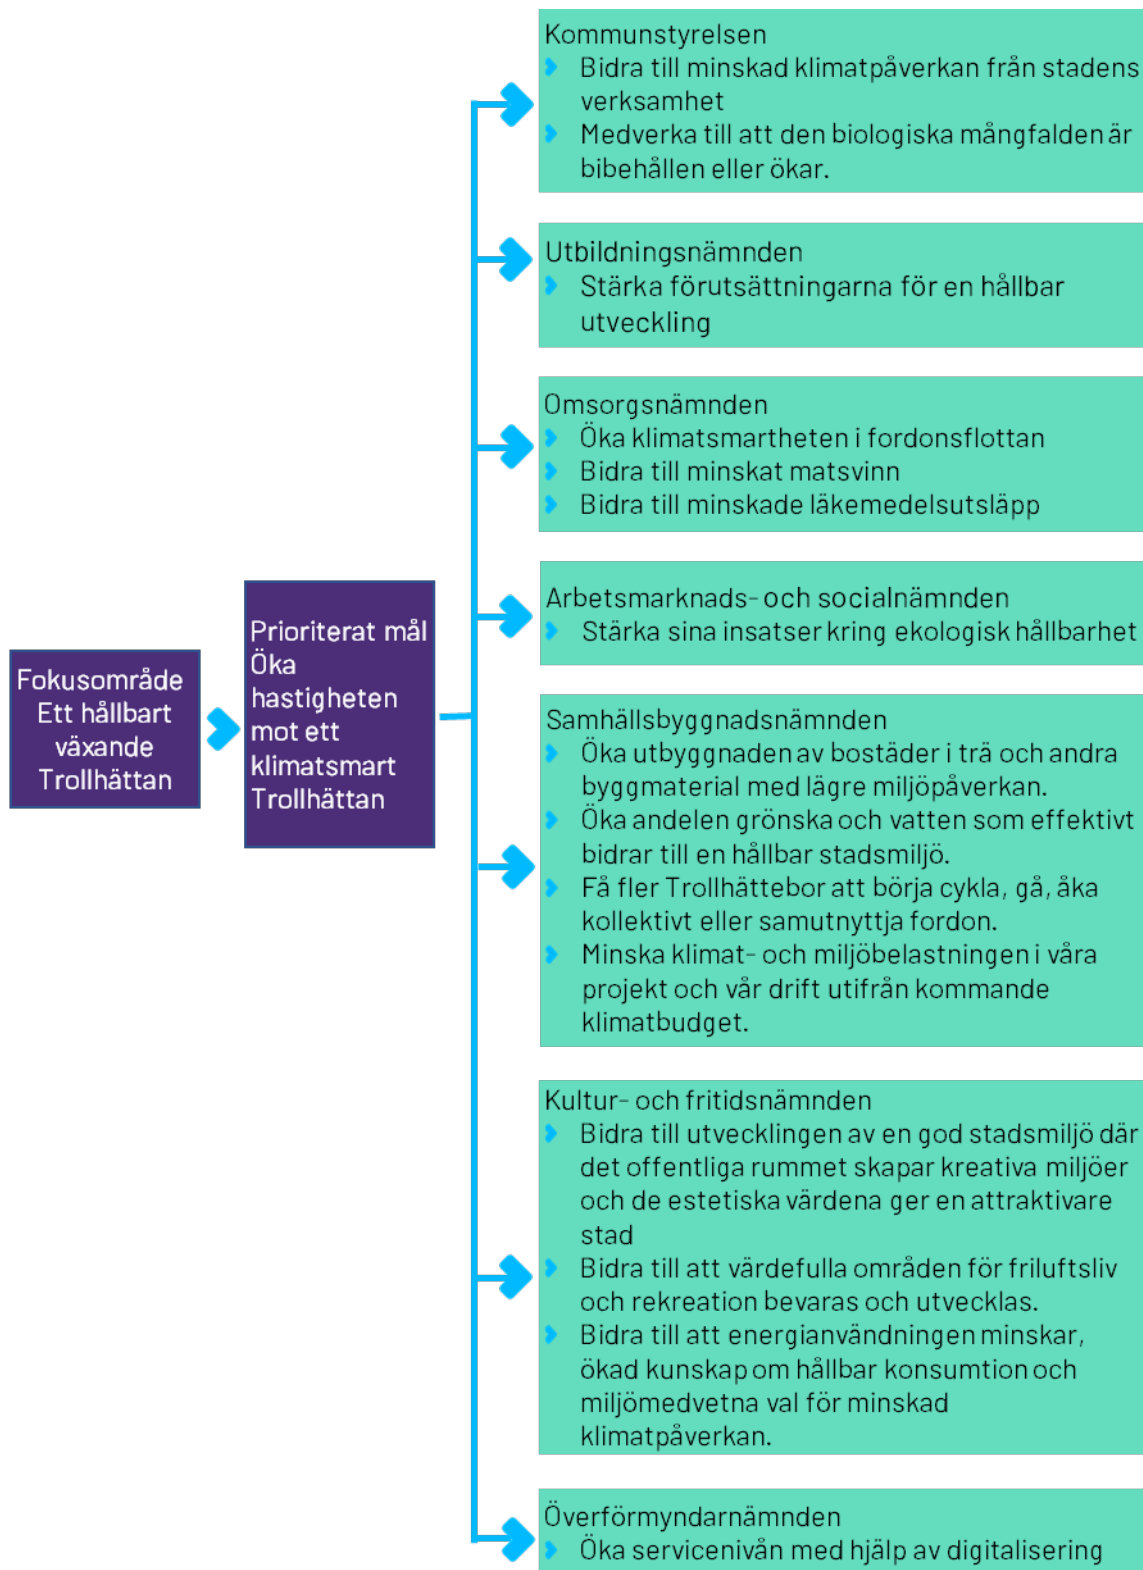 Fokusområde
Ett hållbart
växande
Trollhättan
Prioriterat mål
Öka
hastigheten
mot ett
klimatsmart
Trollhättan
Kommunstyrelsen
Bidra till minskad klimatpåverkan från stadens
verksamhet
Medverka till att den biologiska mångfalden är
bibehållen eller ökar.
Utbildningsnämnden
Stärka förutsättningarna för en hållbar
utveckling
Omsorgsnämnden
Öka klimatsmartheten i fordonsflottan
Bidra till minskat matsvinn
Bidra till minskade läkemedelsutsläpp
Arbetsmarknads- och socialnämnden
Stärka sina insatser kring ekologisk hållbarhet
Samhällsbyggnadsnämnden
Öka utbyggnaden av bostäder i trä och andra
byggmaterial med lägre miljöpåverkan.
Öka andelen grönska och vatten som effektivt
bidrar till en hållbar stadsmiljö.
Få fler Trollhättebor att börja cykla, gå, åka
kollektivt eller samutnyttja fordon.
Minska klimat- och miljöbelastningen i våra
projekt och vår drift utifrån kommande
klimatbudget.
Kultur- och fritidsnämnden
Bidra till utvecklingen av en god stadsmiljö där
det offentliga rummet skapar kreativa miljöer
och de estetiska värdena ger en attraktivare
stad
Bidra till att värdefulla områden för friluftsliv
och rekreation bevaras och utvecklas.
Bidra till att energianvändningen minskar,
ökad kunskap om hållbar konsumtion och
miljömedvetna val för minskad
klimatpåverkan.
Överförmyndarnämnden
Öka servicenivån med hjälp av digitalisering